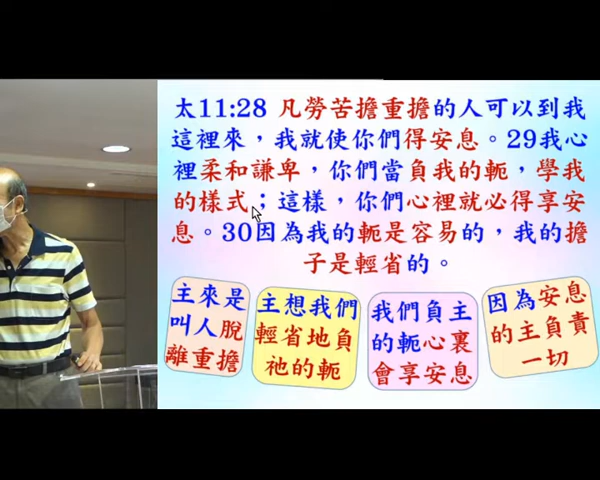 太11:28 凡勞苦擔重擔的人可以到我
這裡來，我就使你們得安息。29我心
裡柔和謙卑，你們當負我的軛，學我
的樣式；這樣，你們心裡就必得享安
息。30因為我的軛是容易的，我的擔
子是輕省的。
主來是
叫人脫
離重擔
主想我們
輕省地負
祂的軛
我們負主
的軛心裏
會享安息
因為安息
的主負責
一切